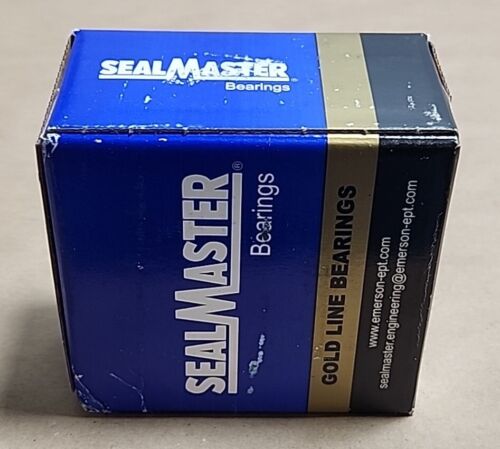 SEALMASTER®
Bearings
SEALMASTER®
Bearings
GOLD LINE BEARINGS
www.emerson-ept.com
sealmaster.engineering@emerson-ept.com